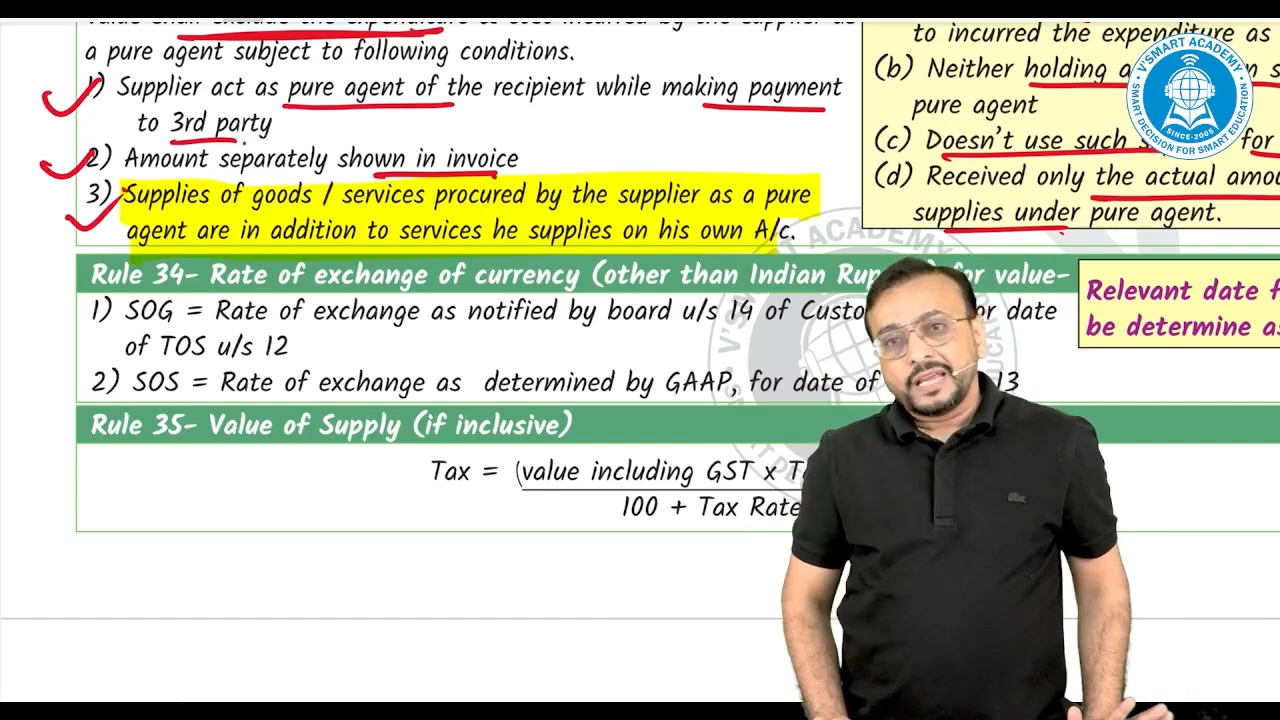 a pure agent subject to following conditions.
1) Supplier act as pure agent of the recipient while making payment
to 3rd party
2) Amount separately shown in invoice
3) Supplies of goods / services procured by the supplier as a pure
agent are in addition to services he supplies on his own A/c.
to incurred the expenditure as
(b) Neither holding
pure agent
(c) Doesn't use such for
(d) Received only the actual
supplies under pure agent.
V'SMART ACADEMY
SMART DECISION FOR SMART EDUCATION
SINCE-2005
Rule 34- Rate of exchange of currency (other than Indian for value-
1) SOG = Rate of exchange as notified by board u/s 14 of date
of TOS u/s 12
2) SOS = Rate of exchange as determined by GAAP, for date of 13
Relevant date
be determine
Rule 35- Value of Supply (if inclusive)
Tax = (value including GST x
100 + Tax Rate